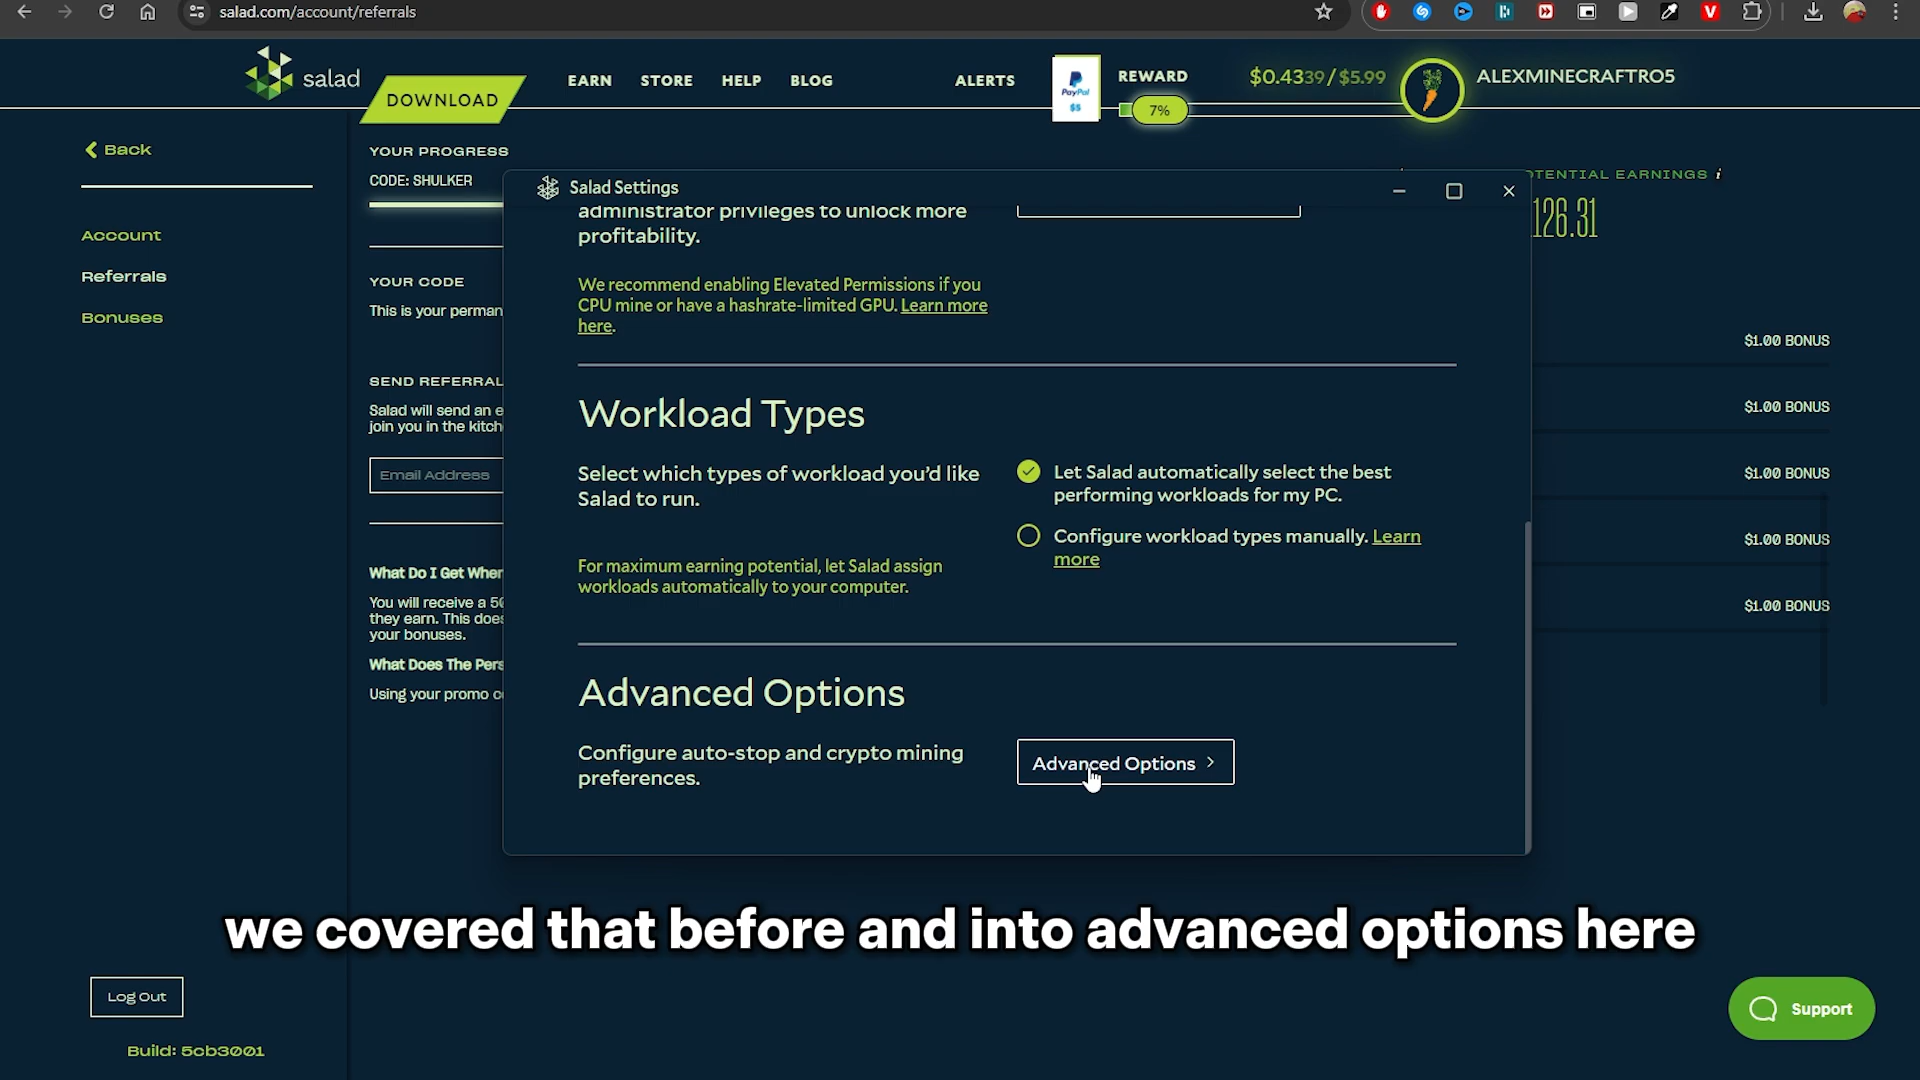 salad.com/account/referrals
salad
DOWNLOAD
EARN
STORE
HELP
BLOG
ALERTS
PayPal
$5
REWARD
$0.4339/$5.99
7%
ALEXMINECRAFTRO5
Back
Account
Referrals
Bonuses
YOUR PROGRESS
CODE: SHULKER
YOUR CODE
This is your
SEND REFERRAL
Salad will send an
join you in the
Email Address
What Do I Get
You will receive a
they earn. This
your bonuses.
What Does The
Using your promo
Salad Settings
administrator privileges to unlock more
profitability.
We recommend enabling Elevated Permissions if you
CPU mine or have a hashrate-limited GPU. Learn more
here.
Workload Types
Select which types of workload you'd like
Salad to run.
For maximum earning potential, let Salad assign
workloads automatically to your computer.
Let Salad automatically select the best
performing workloads for my PC.
Configure workload types manually. Learn
more
Advanced Options
Configure auto-stop and crypto mining
preferences.
Advanced Options
EARNINGS i
126.31
$1.00 BONUS
$1.00 BONUS
$1.00 BONUS
$1.00 BONUS
$1.00 BONUS
we covered that before and into advanced options here
Log Out
Build: 5cb3001
Support